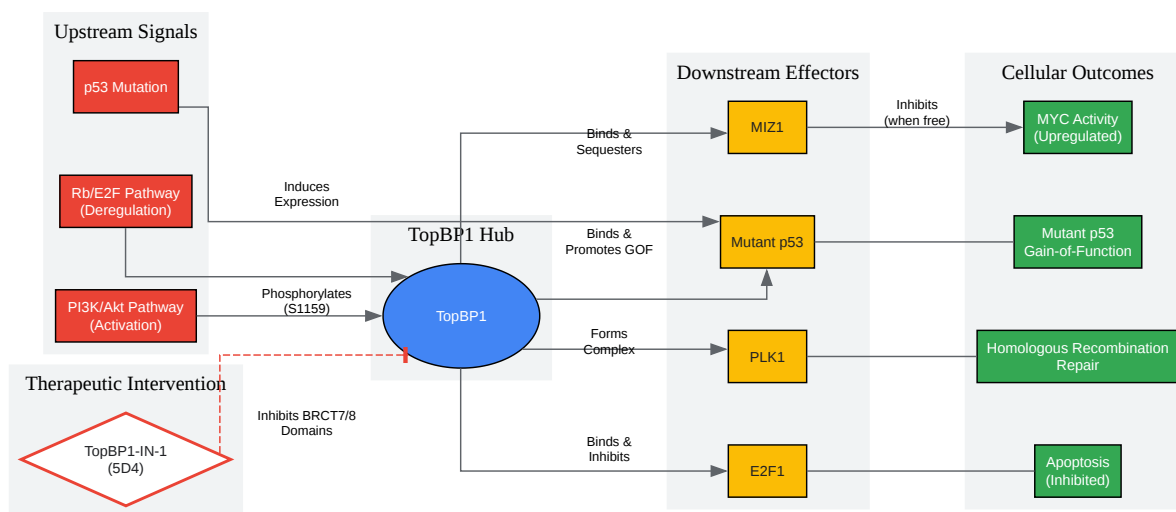 Upstream Signals
p53 Mutation
Rb/E2F Pathway
(Deregulation)
PI3K/Akt Pathway
(Activation)
Therapeutic Intervention
TopBP1-IN-1
(5D4)
Induces
Expression
Phosphorylates
(S1159)
Inhibits BRCT7/8
Domains
TopBP1 Hub
TopBP1
Binds &
Sequesters
Binds &
Promotes GOF
Forms
Complex
Binds &
Inhibits
Downstream Effectors
MIZ1
Mutant p53
PLK1
E2F1
Inhibits
(when free)
Cellular Outcomes
MYC Activity
(Upregulated)
Mutant p53
Gain-of-Function
Homologous Recombination
Repair
Apoptosis
(Inhibited)